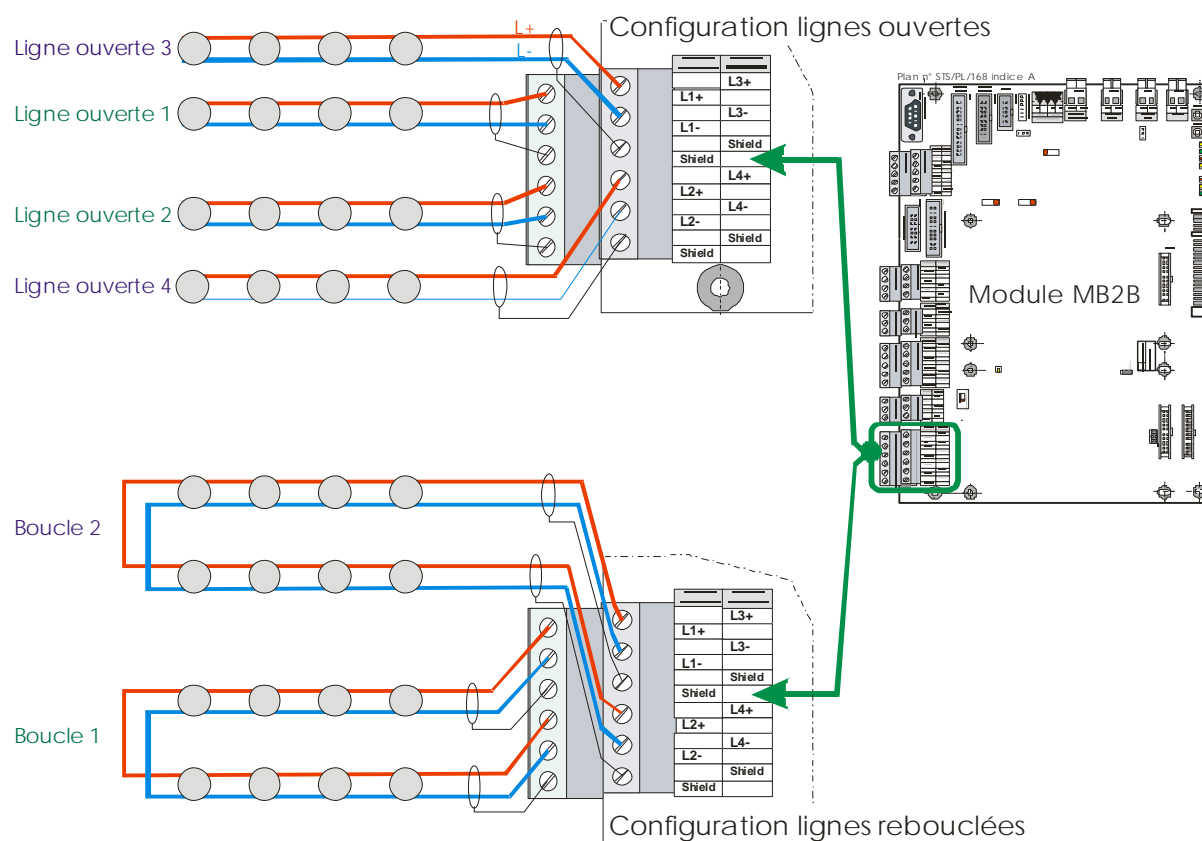 Configuration lignes ouvertes
Ligne ouverte 3
L+
L-
Ligne ouverte 1
Ligne ouverte 2
Ligne ouverte 4
L3+
L1+
L3-
L1-
Shield
Shield
L4+
L2+
L4-
L2-
Shield
Shield
Plan n° STS/PL/168 indice A
Module MB2B
Boucle 2
Boucle 1
L3+
L1+
L3-
L1-
Shield
Shield
L4+
L2+
L4-
L2-
Shield
Shield
Configuration lignes rebouclées